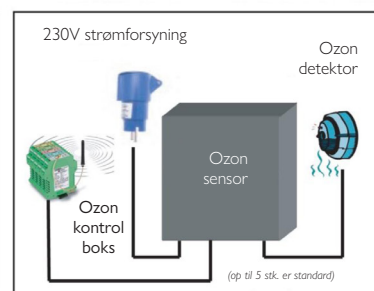 230V strømforsyning
Ozon
detektor
Ozon
sensor
Ozon
kontrol
boks
(op til 5 stk. er standard)